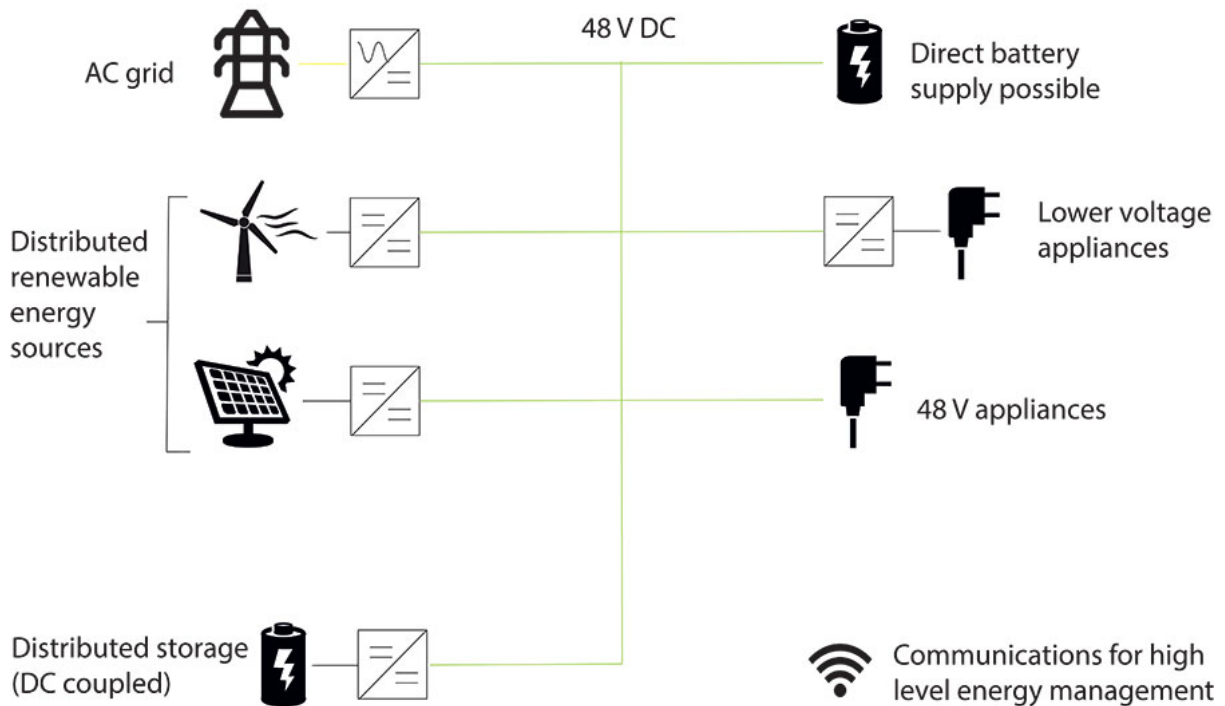 48 V DC
AC grid
Direct battery
supply possible
Distributed
renewable
energy
sources
Lower voltage
appliances
48 V appliances
Distributed storage
(DC coupled)
Communications for high
level energy management